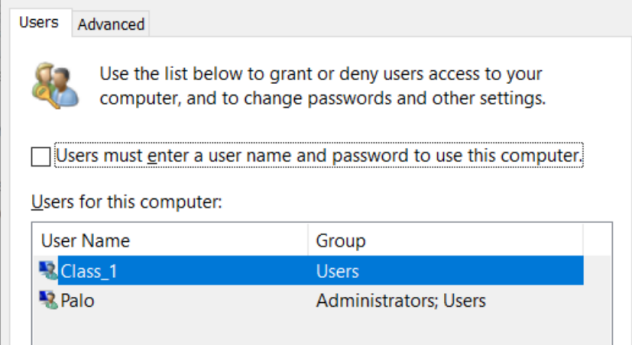 Users Advanced
Use the list below to grant or deny users access to your
computer, and to change passwords and other settings.
Users must enter a user name and password to use this computer.
Users for this computer:
User Name Group
Class_1 Users
Palo Administrators; Users